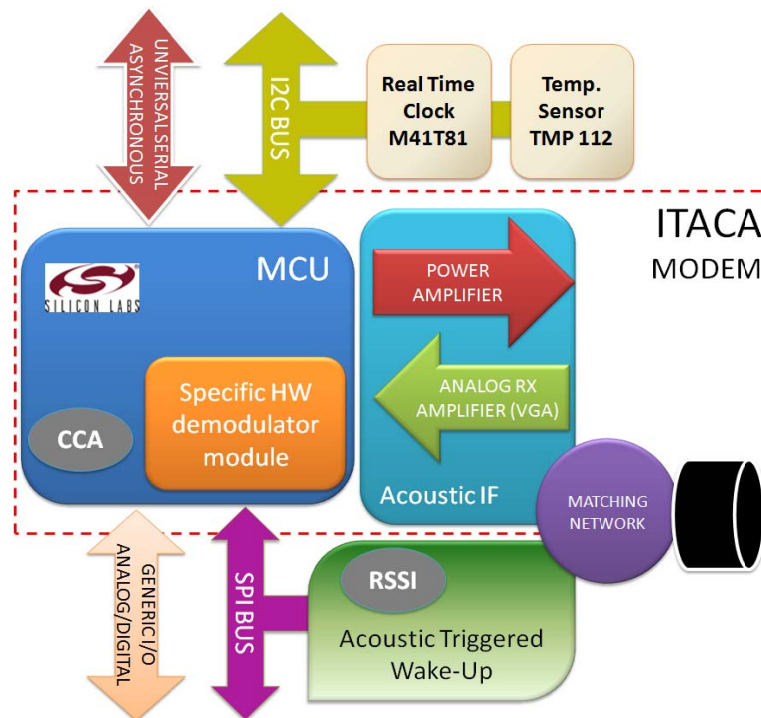 UNVIERSAL SERIAL
ASYNCHRONOUS
I2C BUS
Real Time
Clock
M41T81
Temp.
Sensor
TMP 112
ITACA
MODEM
MCU
SILICON LABS
POWER
AMPLIFIER
Specific HW
demodulator
module
ANALOG RX
AMPLIFIER (VGA)
CCA
Acoustic IF
MATCHING
NETWORK
GENERIC I/O
ANALOG/DIGITAL
SPI BUS
RSSI
Acoustic Triggered
Wake-Up